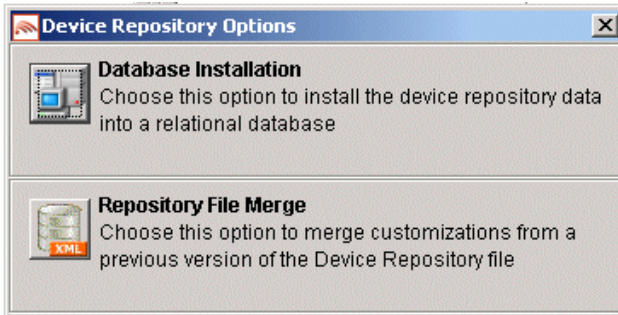 Device Repository Options
Database Installation
Choose this option to install the device repository data
into a relational database
Repository File Merge
Choose this option to merge customizations from a
previous version of the Device Repository file
XML